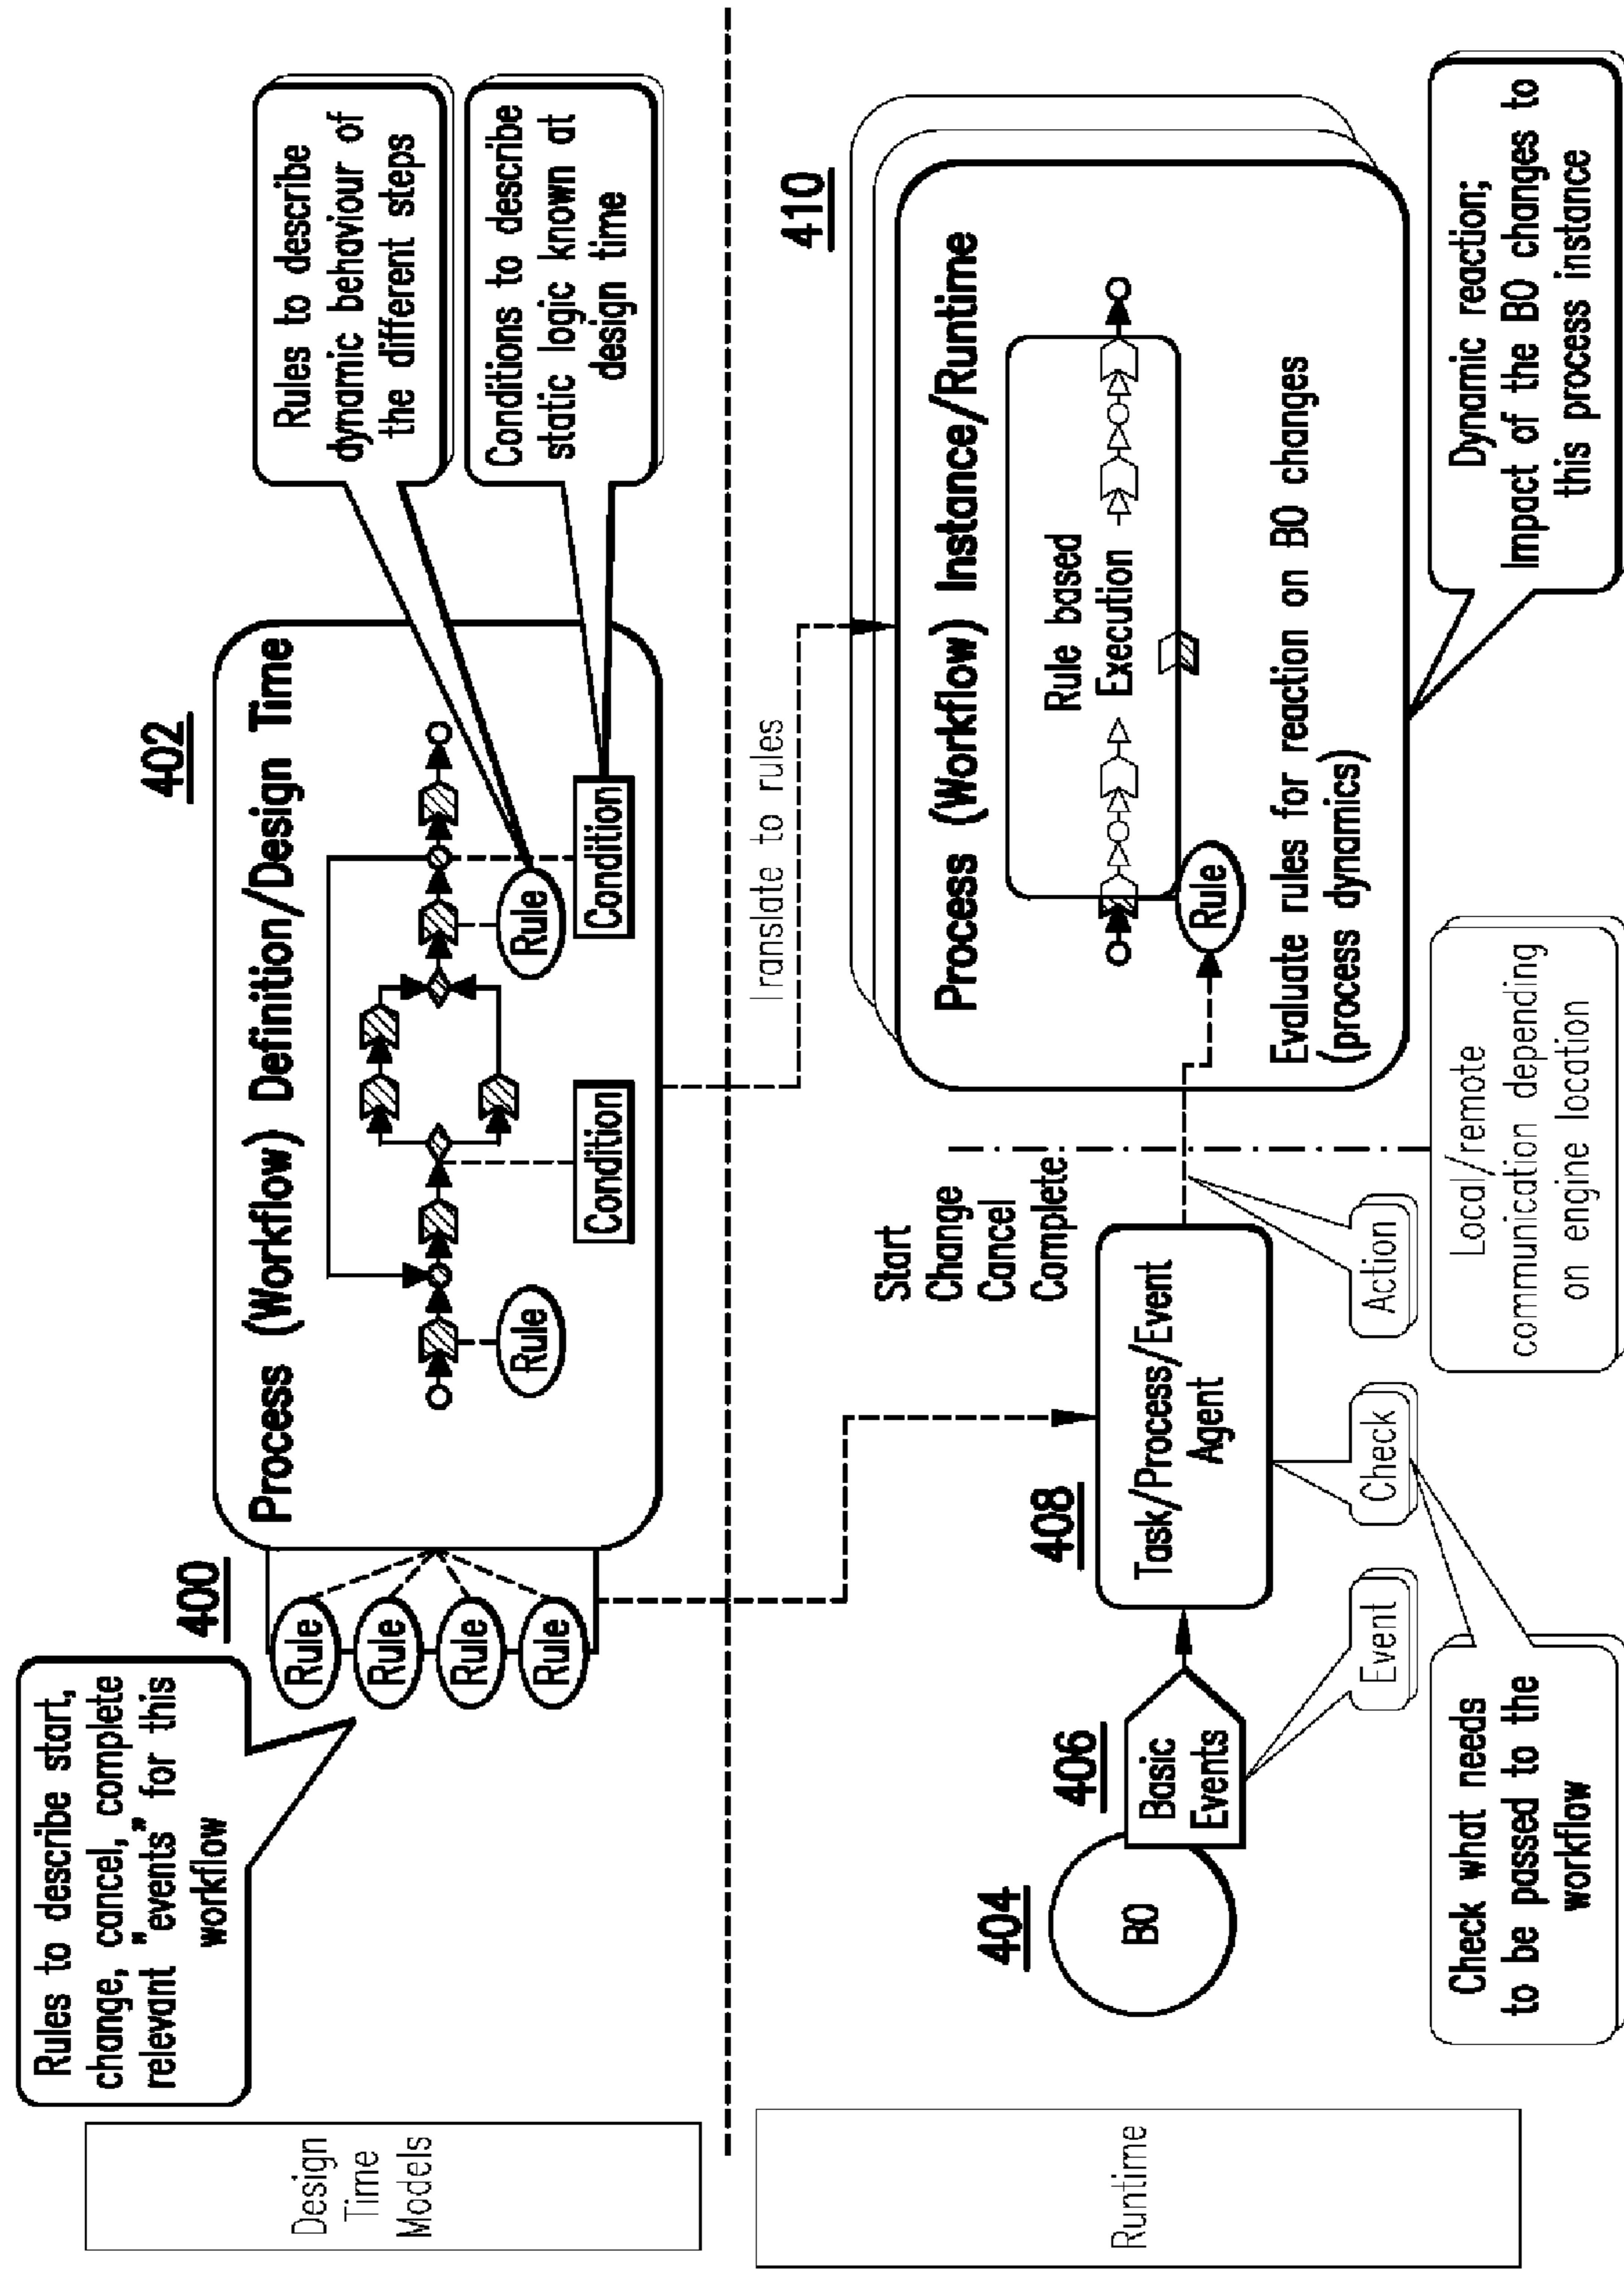 Design
Time
Models
Rules to describe start,
change, cancel, complete
relevant "events" for this
workflow
400
Rule
Rule
Rule
Rule
402
Process (Workflow) Definition/Design Time
Rule
Condition
Rule
Condition
Rules to describe
dynamic behaviour of
the different steps
Conditions to describe
static logic known at
design time
Translate to rules
Runtime
404
BO
406
Basic
Events
408
Task/Process/Event
Agent
Start
Change
Cancel
Complete
Event
Check
Action
Check what needs
to be passed to the
workflow
Local/remote
communication depending
on engine location
410
Process (Workflow) Instance/Runtime
Rule based
Execution
Rule
Evaluate rules for reaction on BO changes
(process dynamics)
Dynamic reaction;
Impact of the BO changes to
this process instance